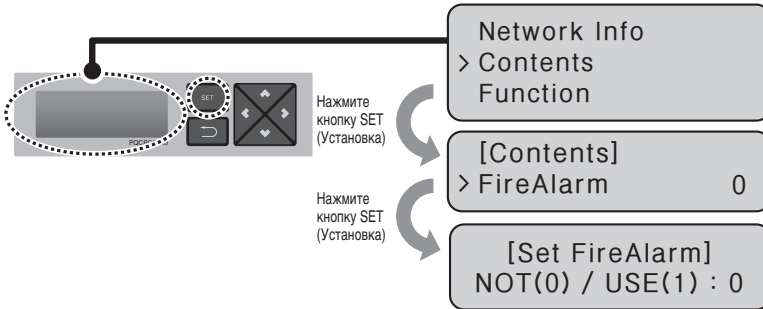 Network Info
> Contents
Function
SET
Нажмите
кнопку SET
(Установка)
[Contents]
> FireAlarm 0
Нажмите
кнопку SET
(Установка)
[Set FireAlarm]
NOT(0) / USE(1) : 0